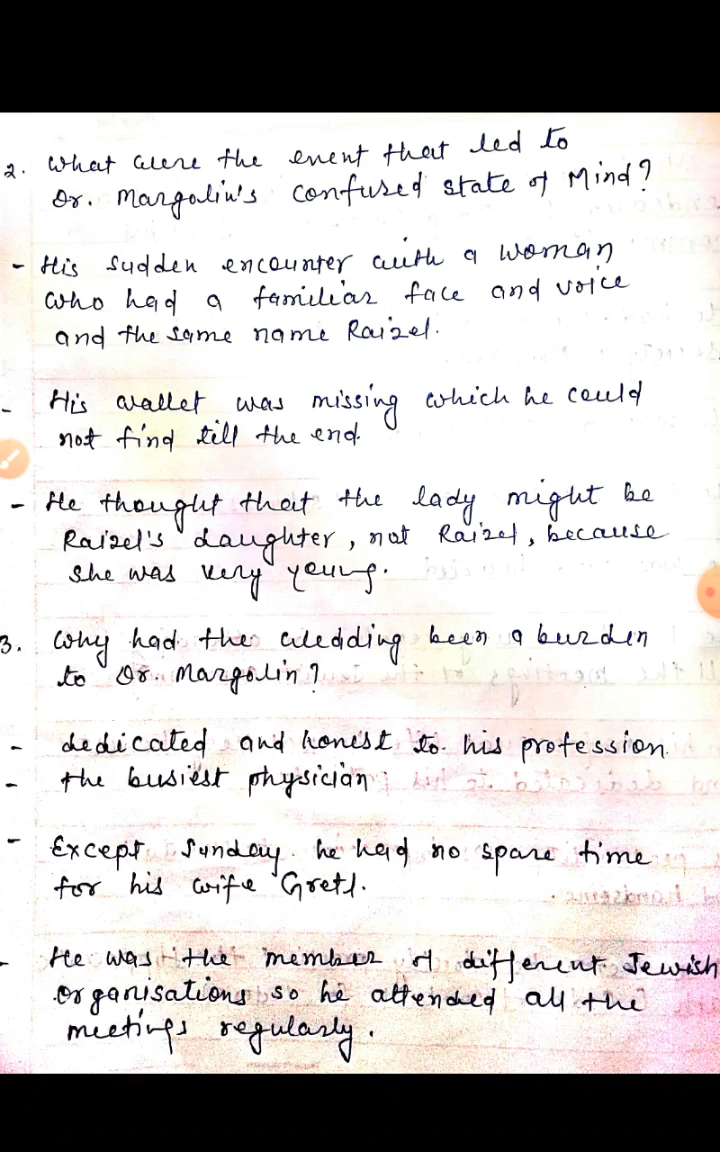 2. What were the event that led to
Dr. Margolin's confused state of Mind?
- His sudden encounter with a woman
who had a familiar face and voice
and the same name Raizel.
- His wallet was missing which he could
not find till the end.
- He thought that the lady might be
Raizel's daughter, not Raizel, because
she was very young.
3. Why had the wedding been a burden
to Dr. Margolin?
- dedicated and honest to his profession.
- the busiest physician
- Except Sunday he had no spare time
for his wife Gretl.
- He was the member of different Jewish
organisations so he attended all the
meetings regularly.